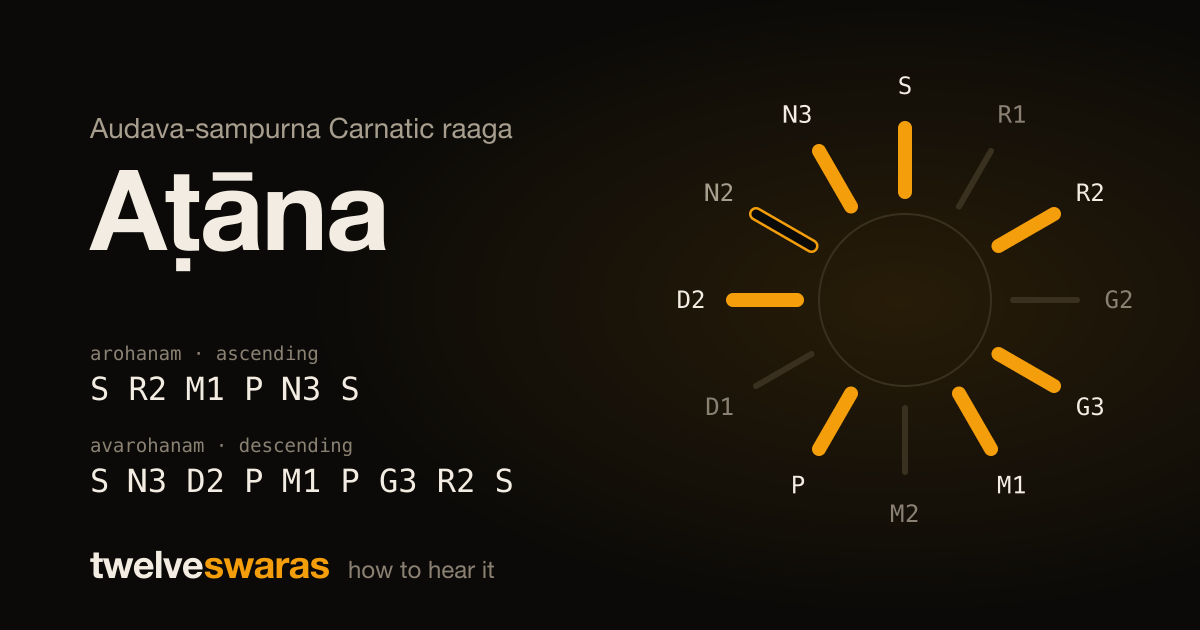 Audava-sampurna Carnatic raaga
Aṭāna
arohanam · ascending
S R2 M1 P N3 S
avarohanam · descending
S N3 D2 P M1 P G3 R2 S
twelveswaras how to hear it
S
R1
R2
G2
G3
M1
M2
P
D1
D2
N2
N3